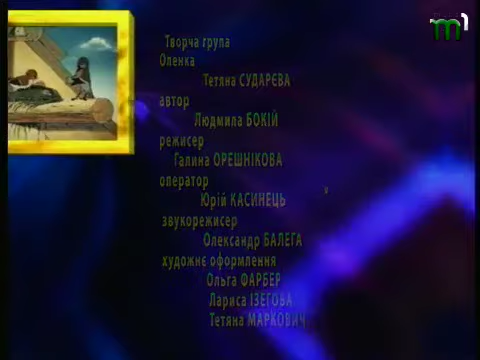 Творча група
Оленка
Тетяна СУДАРЄВА
автор
Людмила БОКІЙ
режисер
Галина ОРЕШНІКОВА
оператор
Юрій КАСИНЕЦЬ
звукорежисер
Олександр БАЛЕГА
художнє оформлення
Ольга ФАРБЕР
Лариса ІЗЕГОВА
Тетяна МАРКОВИЧ